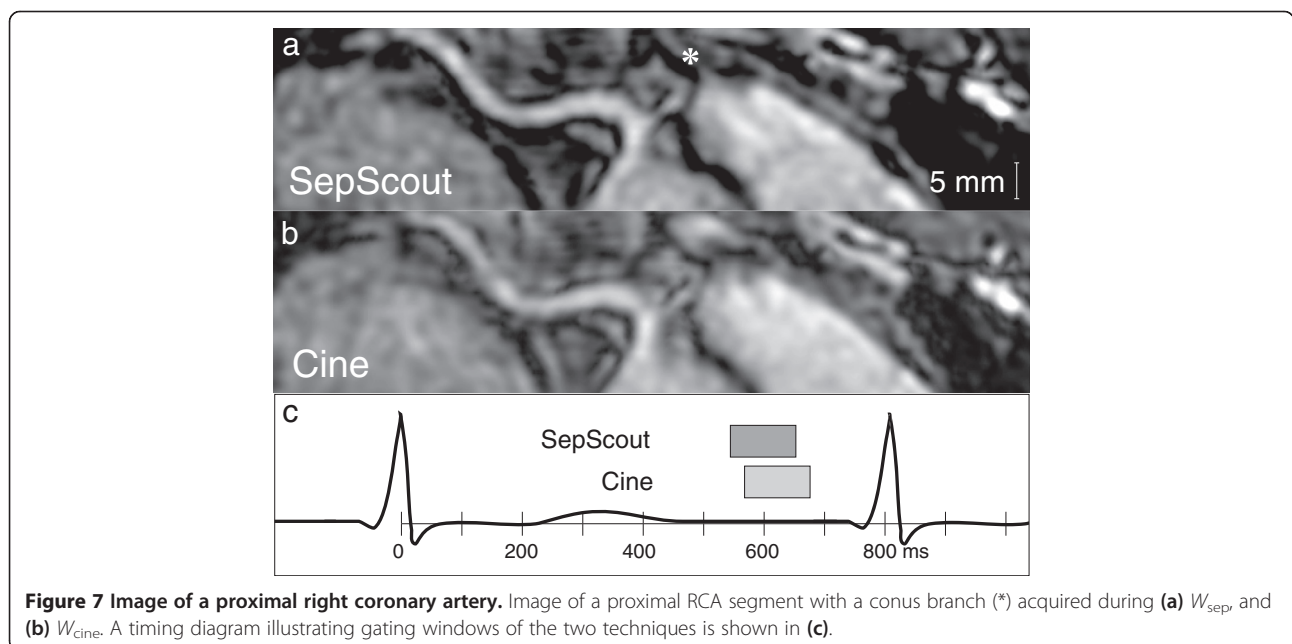 a
*
SepScout
5 mm
b
Cine
c
SepScout
Cine
0 200 400 600 800 ms
Figure 7 Image of a proximal right coronary artery. Image of a proximal RCA segment with a conus branch (*) acquired during (a) Wsep, and
(b) Wcine. A timing diagram illustrating gating windows of the two techniques is shown in (c).